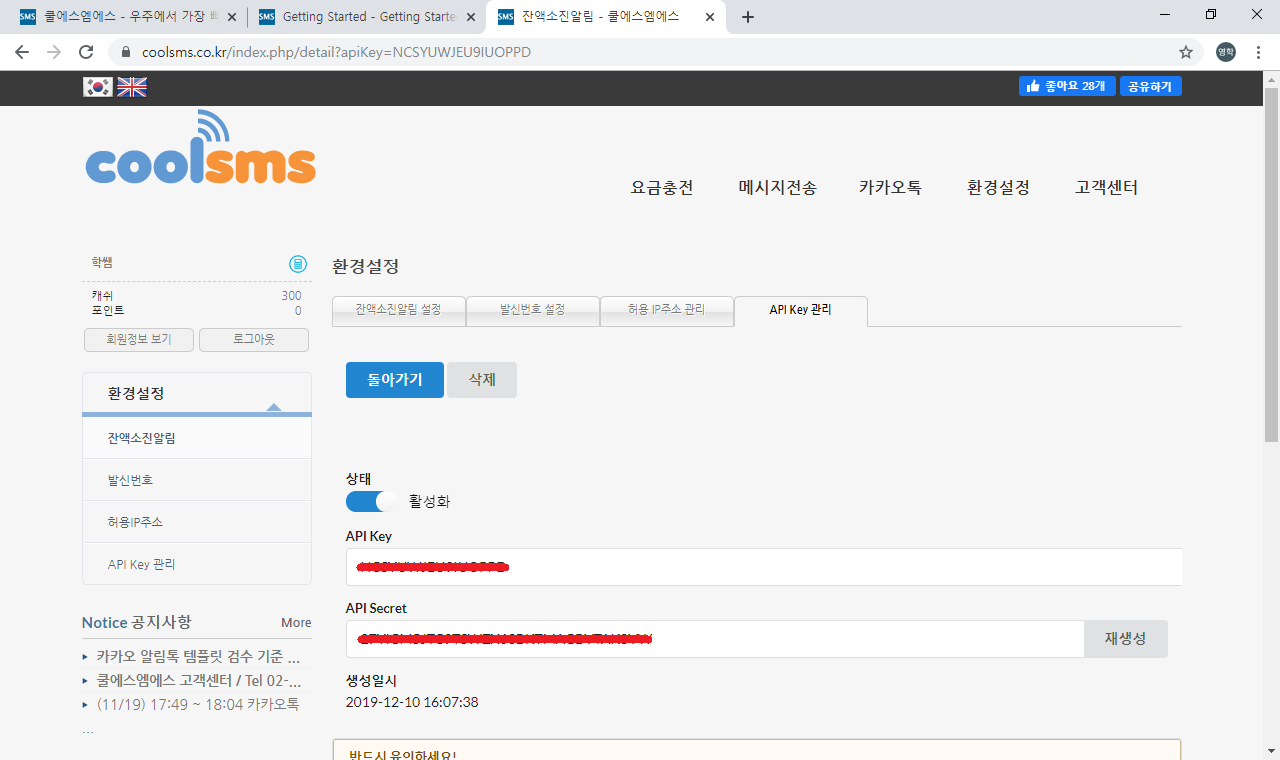 쿨에스엠에스 - 우주에서 가장 빠
Getting Started - Getting Starte
잔액소진알림 - 쿨에스엠에스
coolsms.co.kr/index.php/detail?apiKey=NCSYUWJEU9IUOPPD
영학
좋아요 28개
공유하기
coolsms
요금충전
메시지전송
카카오톡
환경설정
고객센터
학쌤
캐쉬 300
포인트 0
회원정보 보기
로그아웃
환경설정
잔액소진알림
발신번호
허용IP주소
API Key 관리
Notice 공지사항 More
카카오 알림톡 템플릿 검수 기준 ...
쿨에스엠에스 고객센터 / Tel 02-...
(11/19) 17:49 ~ 18:04 카카오톡
...
환경설정
잔액소진알림 설정
발신번호 설정
허용 IP주소 관리
API Key 관리
돌아가기
삭제
상태
활성화
API Key
API Secret
재생성
생성일시
2019-12-10 16:07:38
반드시 유의하세요!